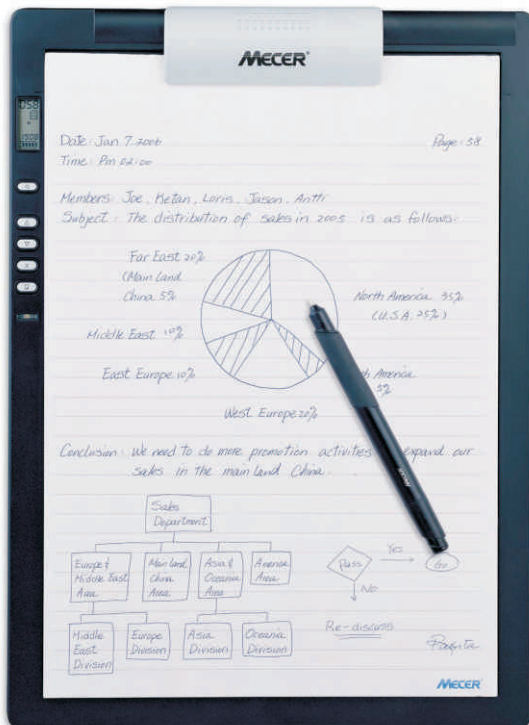 MECER
058
Date: Jan 7. 2006
Page: 58
Time: Pm 02:00
Members: Joe, Ketan, Loris, Jason, Antti
Subject: The distribution of sales in 2005 is as follows:
Far East 20%
(Main Land
China 5%
North America 35%
(U.S.A. 25%)
Middle East 10%
East Europe 10%
America
5%
West Europe 20%
Conclusion: We need to do more promotion activities expand our
sales in the main land China.
Sales
Department
Europe &
Middle East
Area
Main land
China
Area
Asia &
Oceania
Area
America
Area
Pass
Yes
Go
No
Middle
East
Division
Europe
Division
Asia
Division
Oceania
Division
Re-discuss
MECER